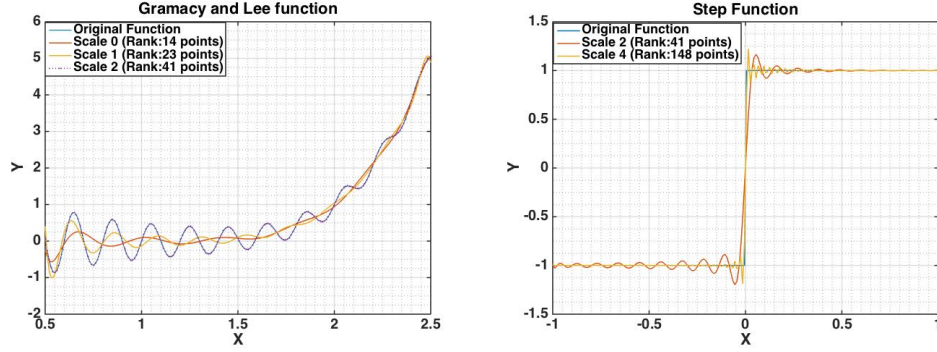 Gramacy and Lee function
Original Function
Scale 0 (Rank:14 points)
Scale 1 (Rank:23 points)
Scale 2 (Rank:41 points)
6
5
4
3
2
1
0
-1
-2
Y
0.5
1
1.5
2
2.5
X
Step Function
Original Function
Scale 2 (Rank:41 points)
Scale 4 (Rank:148 points)
1.5
1
0.5
0
-0.5
-1
-1.5
Y
-1
-0.5
0
0.5
1
X